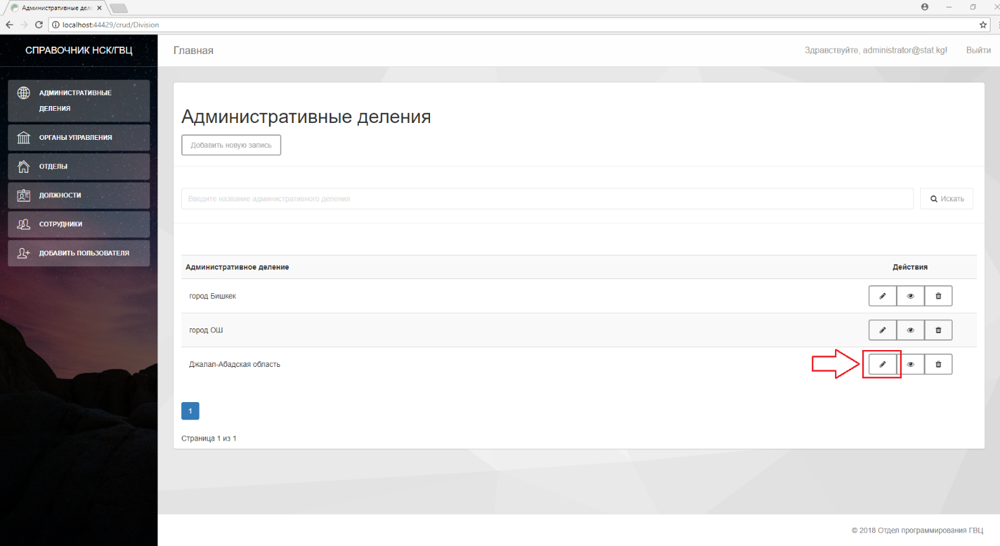 Административные дел
localhost:44429/crud/Division
СПРАВОЧНИК НСК/ГВЦ
Главная
Здравствуйте, administrator@stat.kg!
Выйти
АДМИНИСТРАТИВНЫЕ
ДЕЛЕНИЯ
ОРГАНЫ УПРАВЛЕНИЯ
ОТДЕЛЫ
ДОЛЖНОСТИ
СОТРУДНИКИ
ДОБАВИТЬ ПОЛЬЗОВАТЕЛЯ
Административные деления
Добавить новую запись
Введите название административного деления
Искать
Административное деление
Действия
город Бишкек
город ОШ
Джалал-Абадская область
1
Страница 1 из 1
© 2018 Отдел программирования ГВЦ